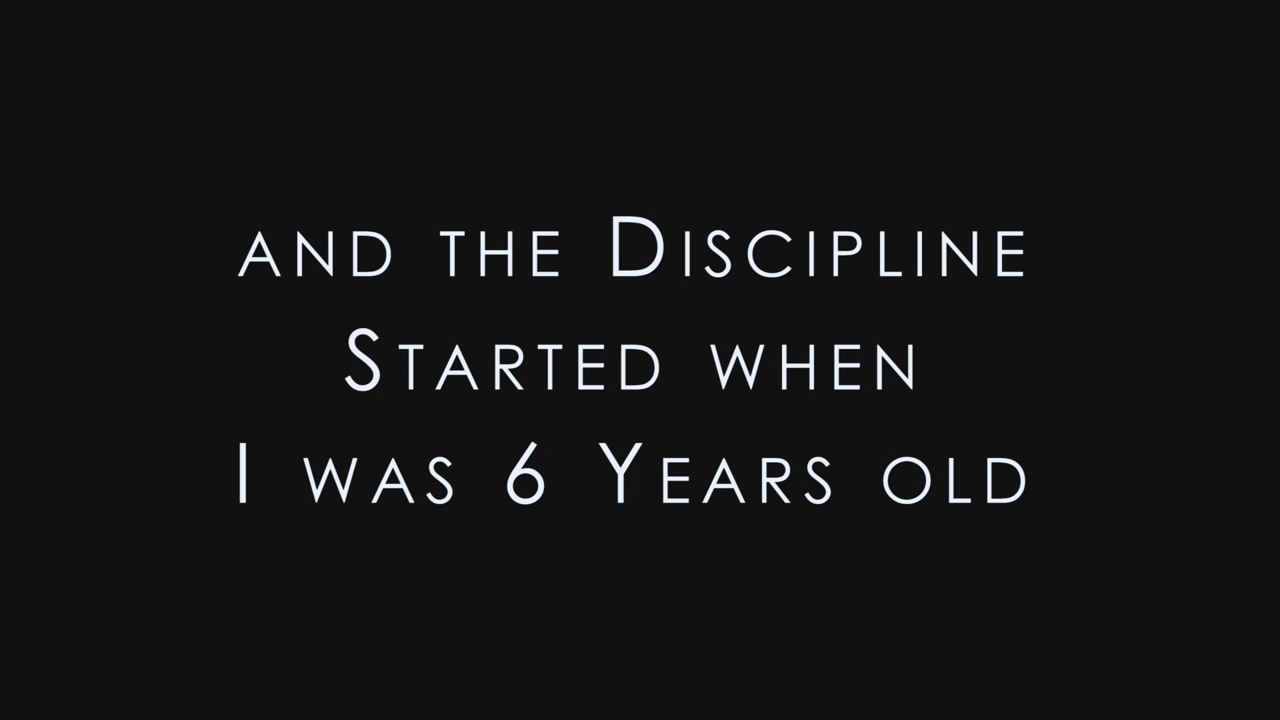 and the Discipline
Started when
I was 6 Years old